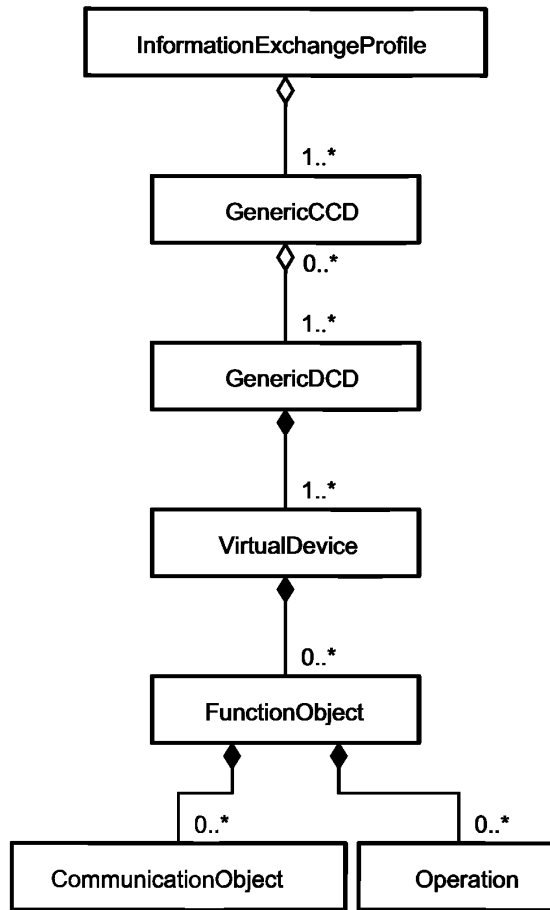 InformationExchangeProfile
1..*
GenericCCD
0..*
1..*
GenericDCD
1..*
VirtualDevice
0..*
FunctionObject
0..* 0..*
CommunicationObject Operation